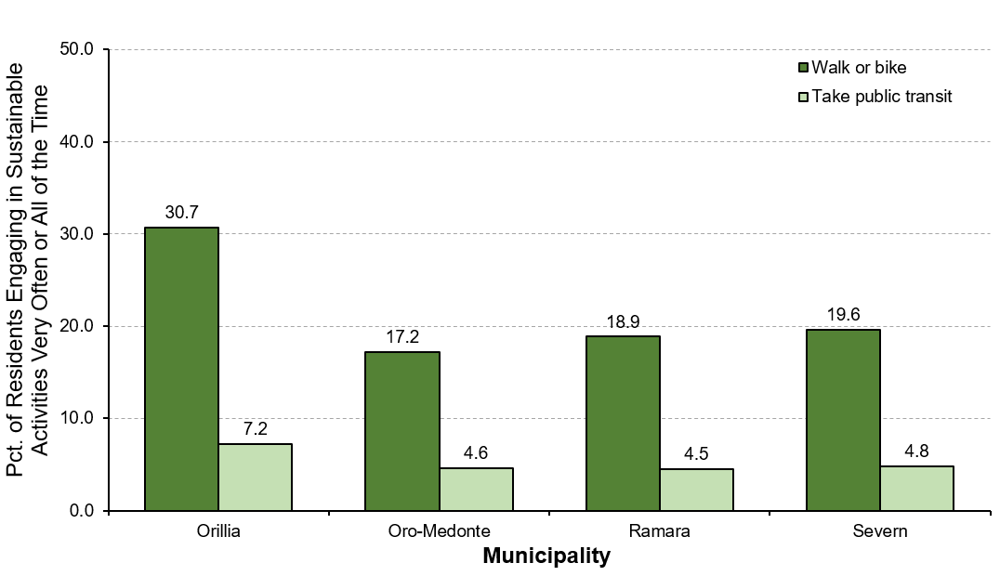 Pct. of Residents Engaging in Sustainable
Activities Very Often or All of the Time
50.0
40.0
30.0
20.0
10.0
0.0
Walk or bike
Take public transit
30.7
7.2
17.2
4.6
18.9
4.5
19.6
4.8
Orillia
Oro-Medonte
Ramara
Severn
Municipality